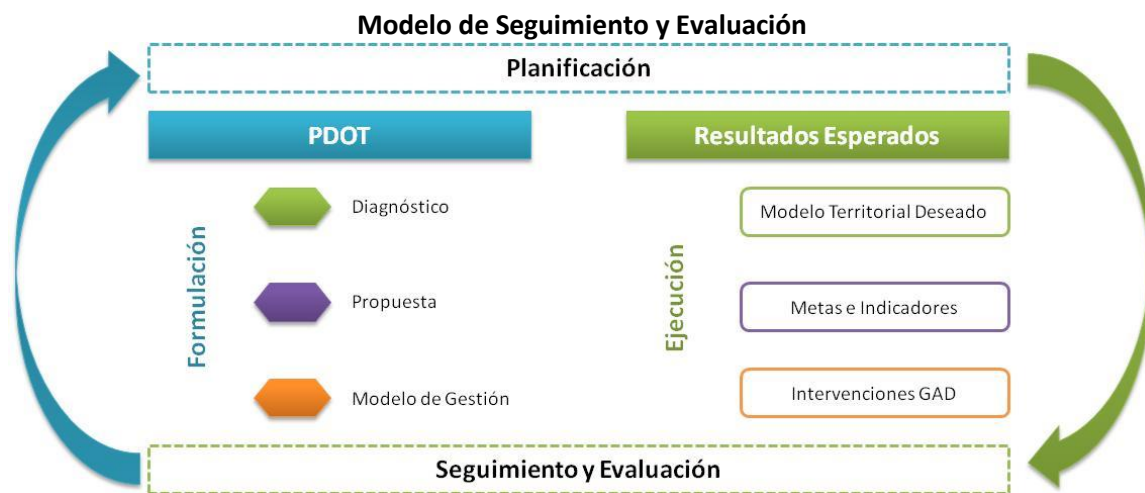 Modelo de Seguimiento y Evaluación
Planificación
PDOT
Resultados Esperados
Formulación
Diagnóstico
Propuesta
Modelo de Gestión
Ejecución
Modelo Territorial Deseado
Metas e Indicadores
Intervenciones GAD
Seguimiento y Evaluación